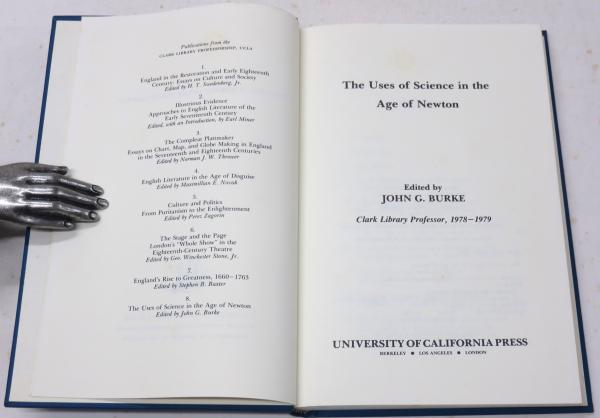 Publications from the
CLARK LIBRARY PROFESSORSHIP, UCLA
1.
England in the Restoration and Early Eighteenth
Century: Essays on Culture and Society
Edited by H. T. Swedenberg, Jr.
2.
Illustrious Evidence
Approaches to English Literature of the
Early Seventeenth Century
Edited, with an Introduction, by Earl Miner
3.
The Compleat Plattmaker
Essays on Chart, Map, and Globe Making in England
in the Seventeenth and Eighteenth Centuries
Edited by Norman J. W. Thrower
4.
English Literature in the Age of Disguise
Edited by Maximillian E. Novak
5.
Culture and Politics
From Puritanism to the Enlightenment
Edited by Perez Zagorin
6.
The Stage and the Page
London's "Whole Show" in the
Eighteenth-Century Theatre
Edited by Geo. Winchester Stone, Jr.
7.
England's Rise to Greatness, 1660–1763
Edited by Stephen B. Baxter
8.
The Uses of Science in the Age of Newton
Edited by John G. Burke
The Uses of Science in the
Age of Newton
Edited by
JOHN G. BURKE
Clark Library Professor, 1978–1979
UNIVERSITY OF CALIFORNIA PRESS
BERKELEY • LOS ANGELES • LONDON